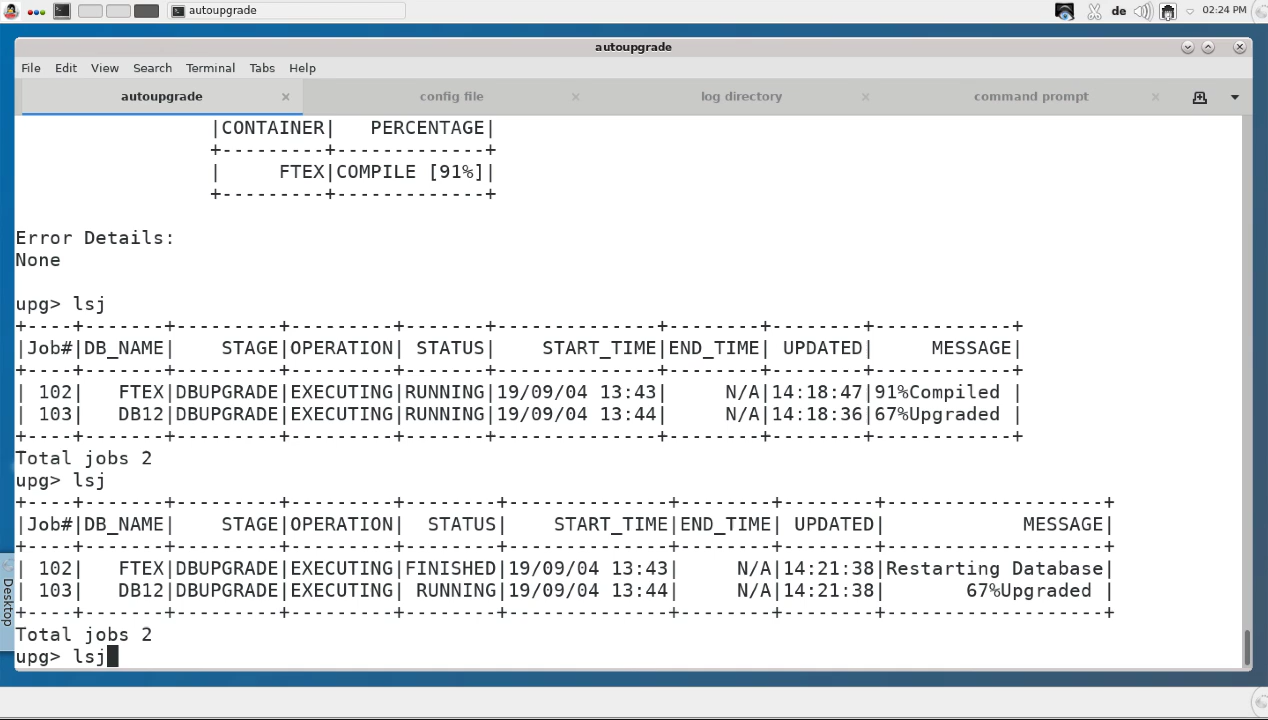 autoupgrade
de
02:24 PM
autoupgrade
File Edit View Search Terminal Tabs Help
autoupgrade
config file
log directory
command prompt
|CONTAINER|   PERCENTAGE|
+---------+-------------+
|     FTEX|COMPILE [91%]|
+---------+-------------+
Error Details:
None
upg> lsj
+----+-------+---------+---------+-------+--------------+--------+--------+------------+
|Job#|DB_NAME|    STAGE|OPERATION| STATUS|    START_TIME|END_TIME| UPDATED|     MESSAGE|
+----+-------+---------+---------+-------+--------------+--------+--------+------------+
| 102|   FTEX|DBUPGRADE|EXECUTING|RUNNING|19/09/04 13:43|     N/A|14:18:47|91%Compiled |
| 103|   DB12|DBUPGRADE|EXECUTING|RUNNING|19/09/04 13:44|     N/A|14:18:36|67%Upgraded |
+----+-------+---------+---------+-------+--------------+--------+--------+------------+
Total jobs 2
upg> lsj
+----+-------+---------+---------+--------+--------------+--------+--------+-------------------+
|Job#|DB_NAME|    STAGE|OPERATION|  STATUS|    START_TIME|END_TIME| UPDATED|            MESSAGE|
+----+-------+---------+---------+--------+--------------+--------+--------+-------------------+
| 102|   FTEX|DBUPGRADE|EXECUTING|FINISHED|19/09/04 13:43|     N/A|14:21:38|Restarting Database|
| 103|   DB12|DBUPGRADE|EXECUTING| RUNNING|19/09/04 13:44|     N/A|14:21:38|       67%Upgraded |
+----+-------+---------+---------+--------+--------------+--------+--------+-------------------+
Total jobs 2
upg> lsj
Desktop